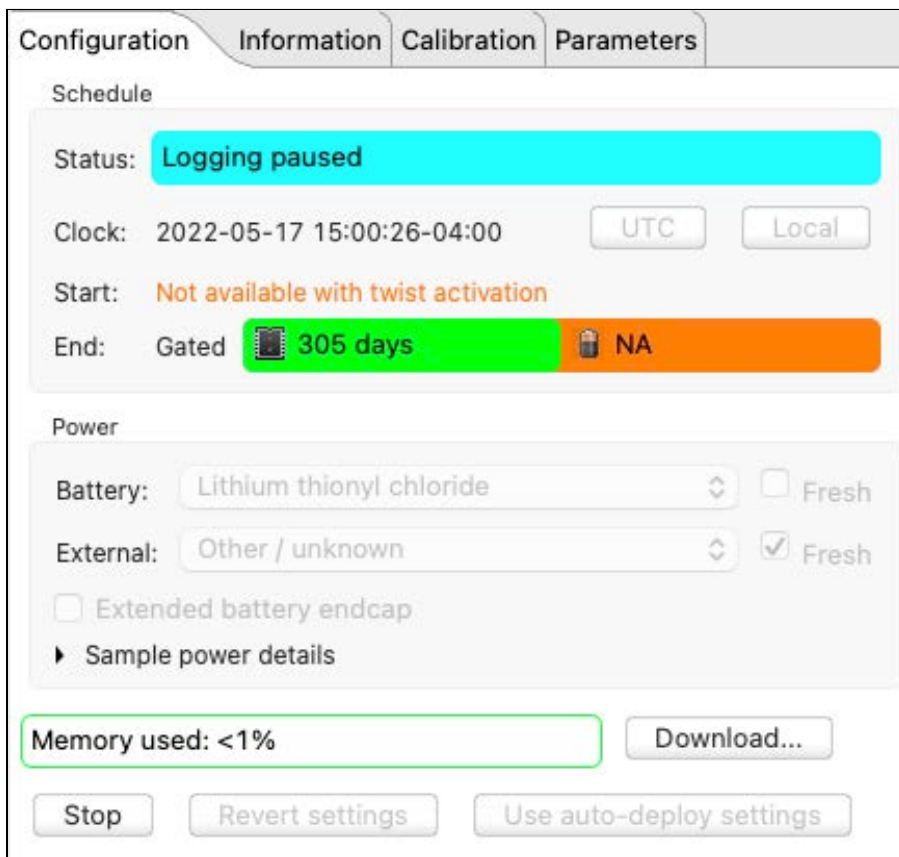 Configuration Information Calibration Parameters
Schedule
Status: Logging paused
Clock: 2022-05-17 15:00:26-04:00 UTC Local
Start: Not available with twist activation
End: Gated 305 days NA
Power
Battery: Lithium thionyl chloride Fresh
External: Other / unknown Fresh
Extended battery endcap
Sample power details
Memory used: <1% Download...
Stop Revert settings Use auto-deploy settings